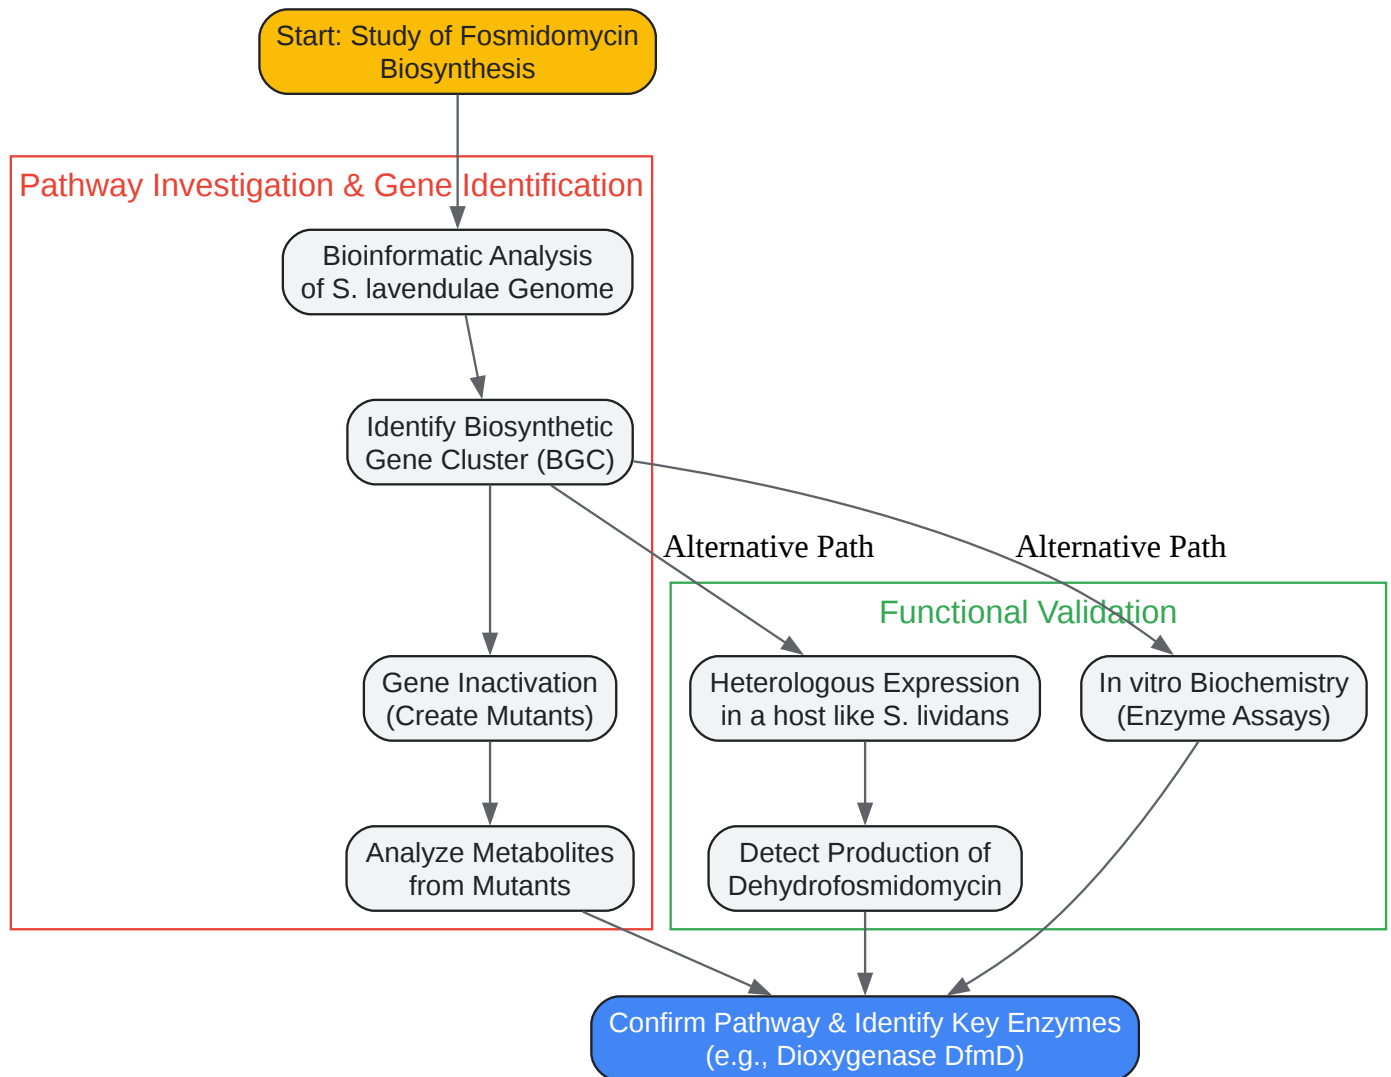 Start: Study of Fosmidomycin
Biosynthesis
Pathway Investigation & Gene Identification
Bioinformatic Analysis
of S. lavendulae Genome
Identify Biosynthetic
Gene Cluster (BGC)
Alternative Path
Alternative Path
Functional Validation
Gene Inactivation
(Create Mutants)
Heterologous Expression
in a host like S. lividans
In vitro Biochemistry
(Enzyme Assays)
Analyze Metabolites
from Mutants
Detect Production of
Dehydrofosmidomycin
Confirm Pathway & Identify Key Enzymes
(e.g., Dioxygenase DfmD)